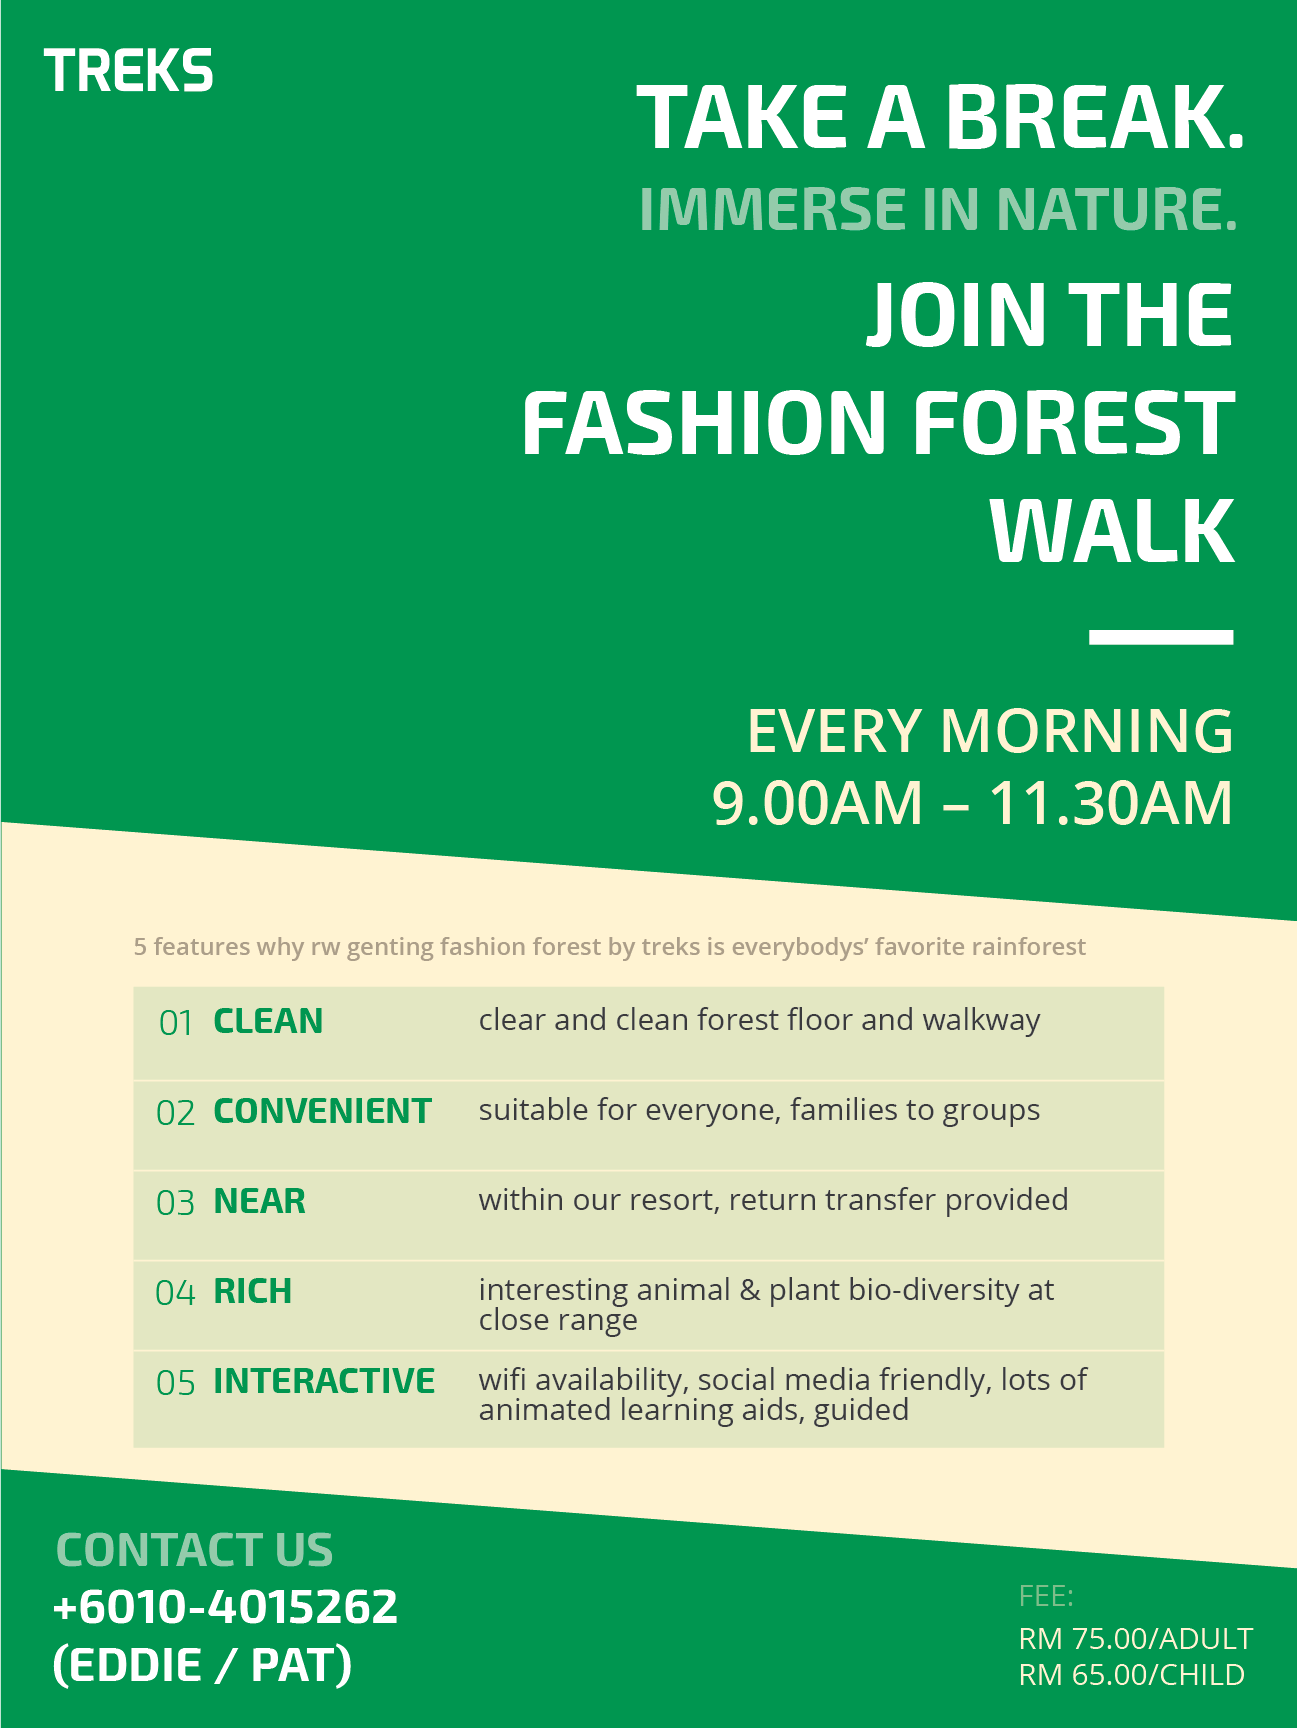 TREKS
TAKE A BREAK.
IMMERSE IN NATURE.
JOIN THE
FASHION FOREST
WALK
EVERY MORNING
9.00AM – 11.30AM
5 features why rw genting fashion forest by treks is everybodys’ favorite rainforest
01 CLEAN clear and clean forest floor and walkway
02 CONVENIENT suitable for everyone, families to groups
03 NEAR within our resort, return transfer provided
04 RICH interesting animal & plant bio-diversity at
close range
05 INTERACTIVE wifi availability, social media friendly, lots of
animated learning aids, guided
CONTACT US
+6010-4015262
(EDDIE / PAT)
FEE:
RM 75.00/ADULT
RM 65.00/CHILD